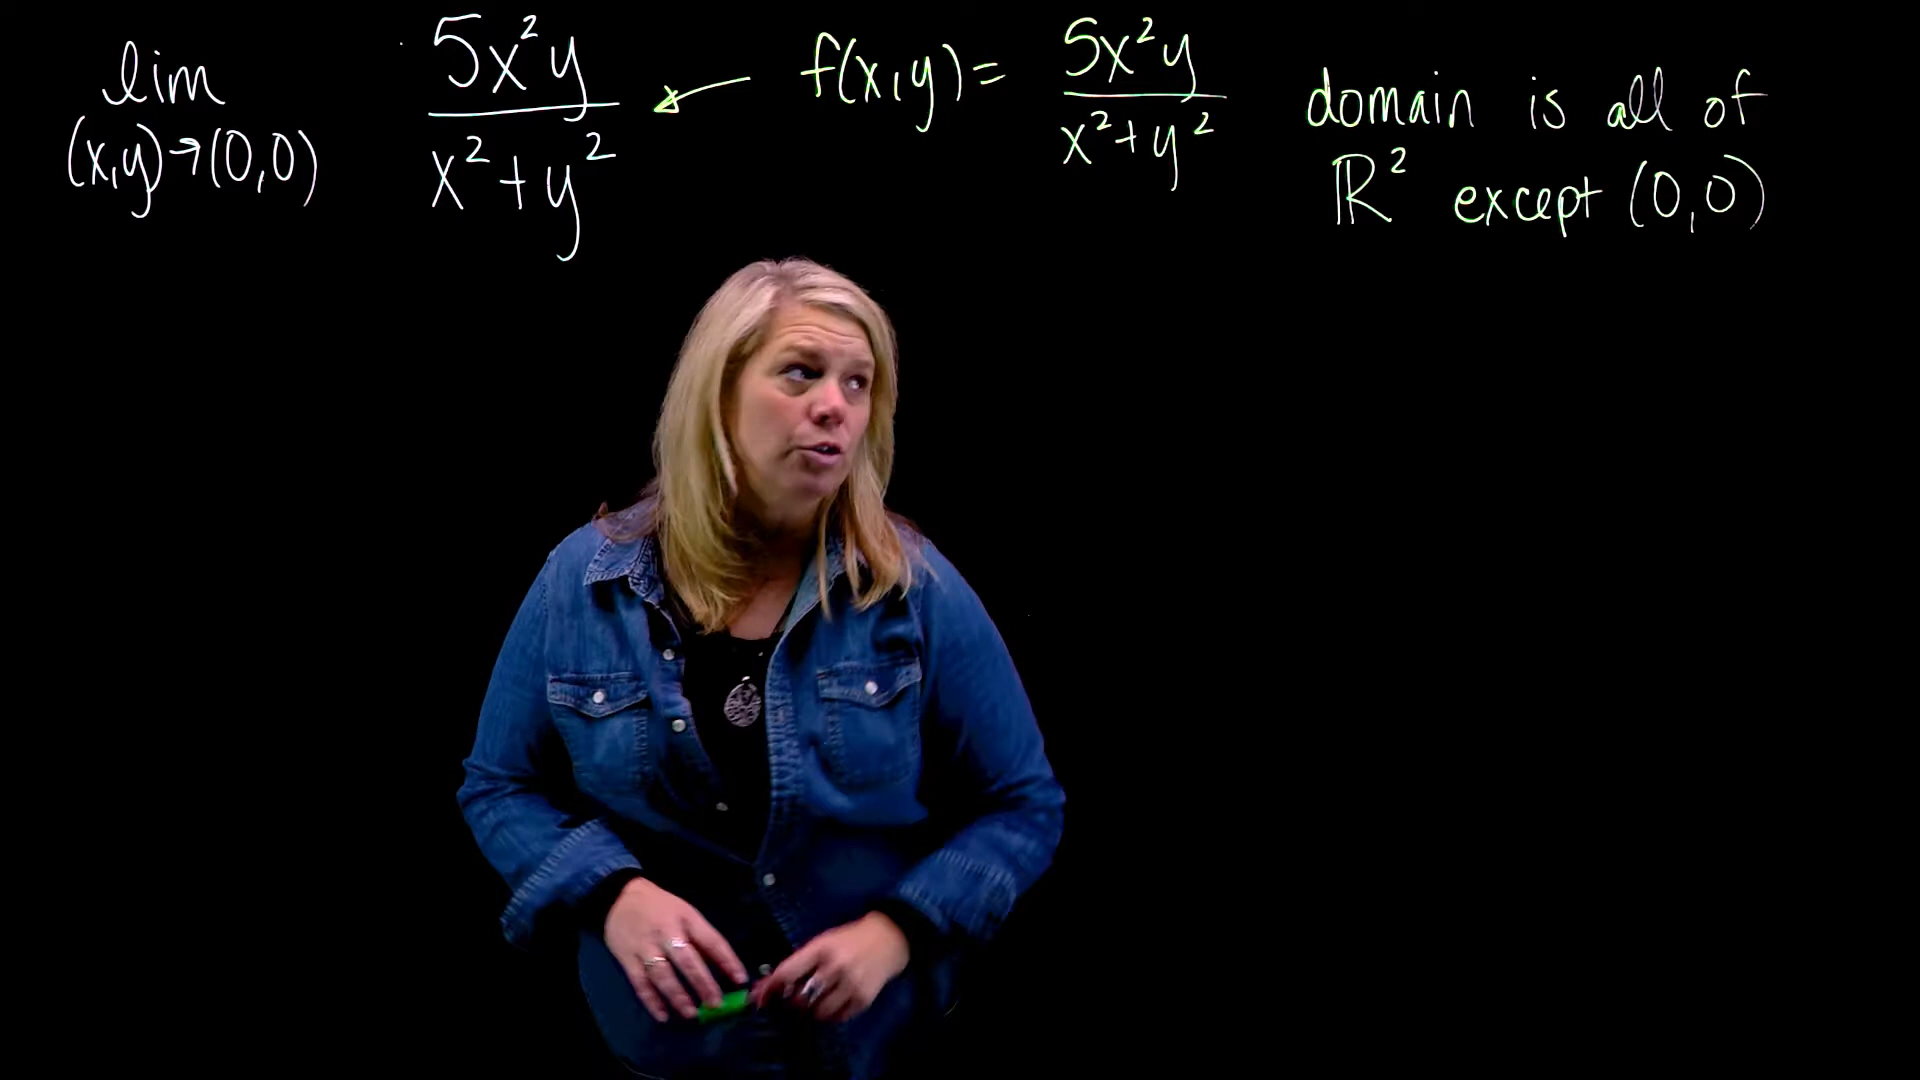 lim (x,y)→(0,0) 5x²y / x²+y² ← f(x,y) = 5x²y / x²+y²
domain is all of
ℝ² except (0,0)